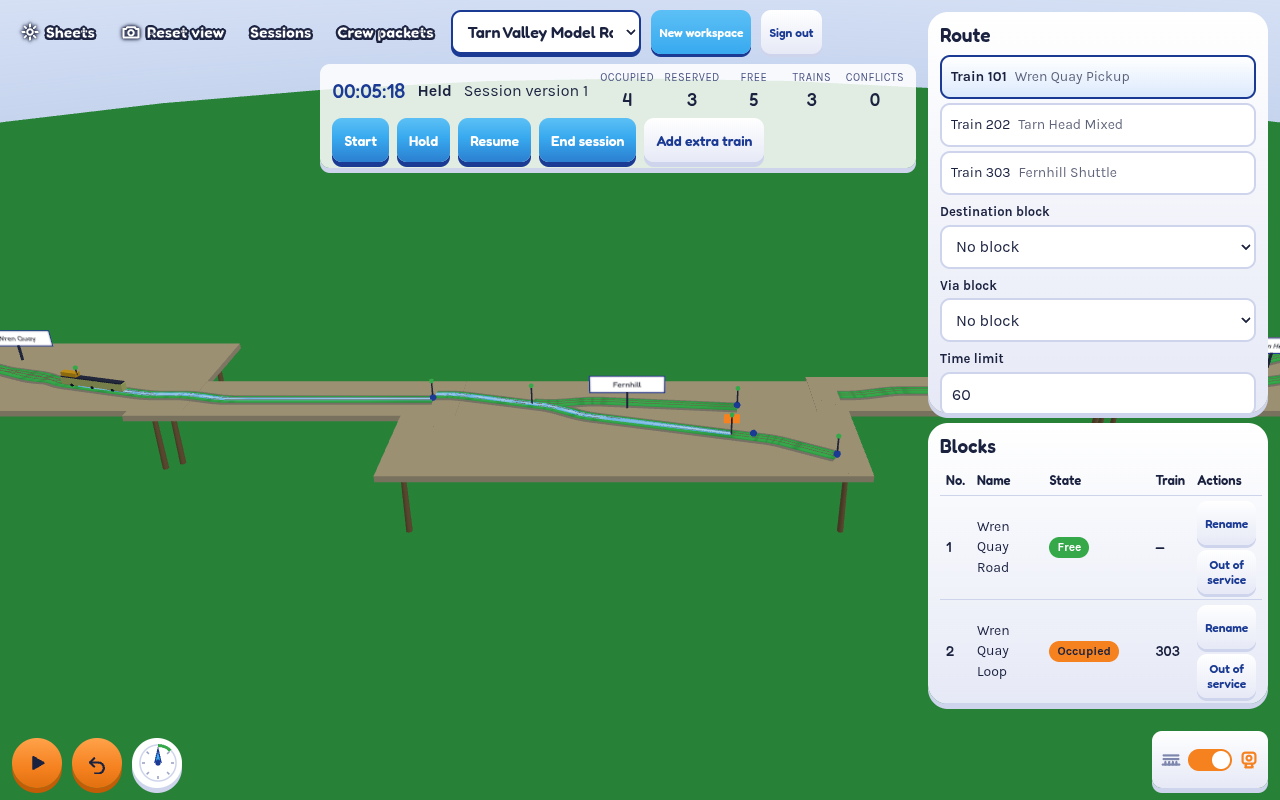 Sheets
Reset view
Sessions
Crew packets
Tarn Valley Model Ro
New workspace
Sign out
00:05:18 Held Session version 1
OCCUPIED RESERVED FREE TRAINS CONFLICTS
4 3 5 3 0
Start
Hold
Resume
End session
Add extra train
Route
Train 101 Wren Quay Pickup
Train 202 Tarn Head Mixed
Train 303 Fernhill Shuttle
Destination block
No block
Via block
No block
Time limit
60
Wren Quay
Fernhill
Blocks
No. Name State Train Actions
1 Wren Quay Road Free – Rename
Out of service
2 Wren Quay Loop Occupied 303 Rename
Out of service